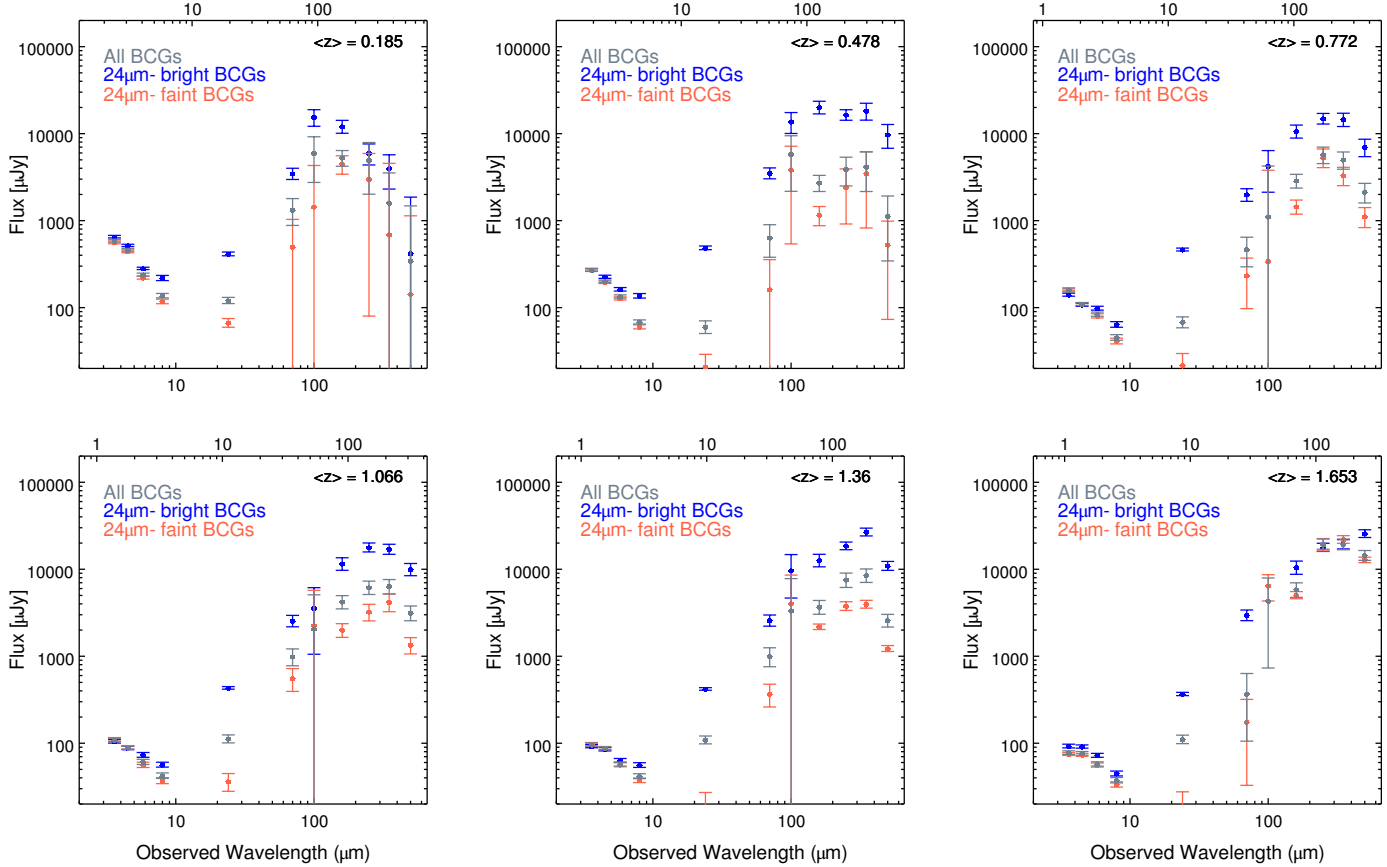 1 10 100
<z> = 0.185
All BCGs
24μm- bright BCGs
24μm- faint BCGs
100000
10000
1000
100
Flux [μJy]
10 100
1 10 100
<z> = 0.478
All BCGs
24μm- bright BCGs
24μm- faint BCGs
100000
10000
1000
100
Flux [μJy]
10 100
1 10 100
<z> = 0.772
All BCGs
24μm- bright BCGs
24μm- faint BCGs
100000
10000
1000
100
Flux [μJy]
10 100
1 10 100
<z> = 1.066
All BCGs
24μm- bright BCGs
24μm- faint BCGs
100000
10000
1000
100
Flux [μJy]
10 100
Observed Wavelength (μm)
1 10 100
<z> = 1.36
All BCGs
24μm- bright BCGs
24μm- faint BCGs
100000
10000
1000
100
Flux [μJy]
10 100
Observed Wavelength (μm)
1 10 100
<z> = 1.653
All BCGs
24μm- bright BCGs
24μm- faint BCGs
100000
10000
1000
100
Flux [μJy]
10 100
Observed Wavelength (μm)